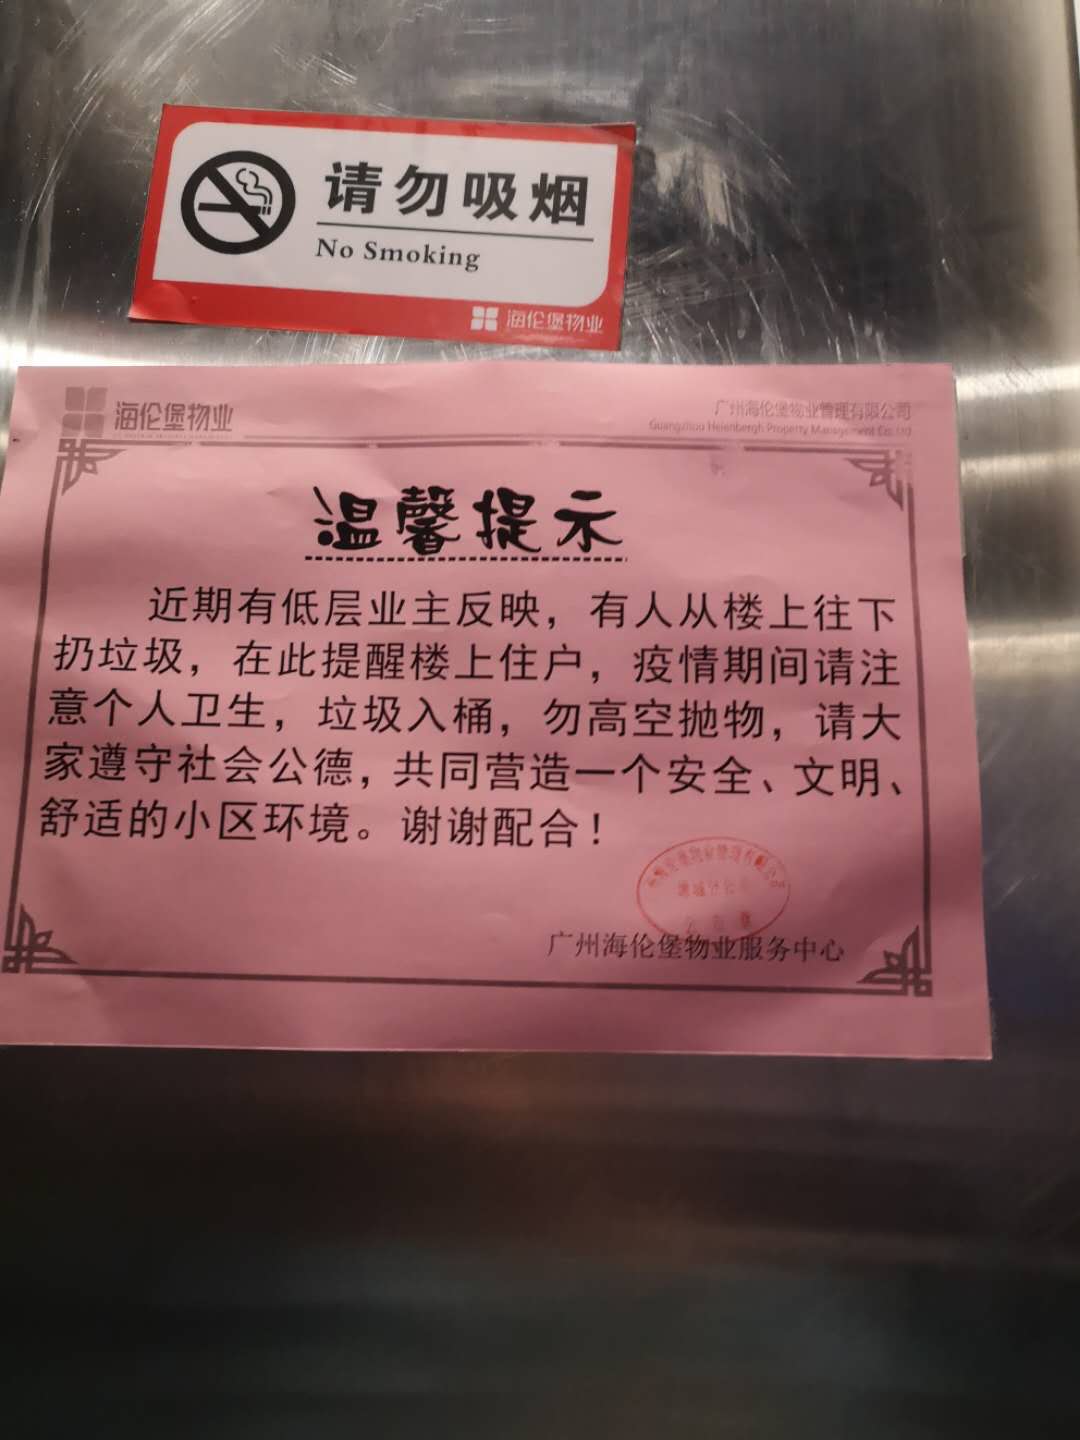 请勿吸烟
No Smoking
海伦堡物业
海伦堡物业
广州海伦堡物业管理有限公司
Guangzhou Helenbergh Property Management Co. Ltd
温馨提示
近期有低层业主反映，有人从楼上往下
扔垃圾，在此提醒楼上住户，疫情期间请注
意个人卫生，垃圾入桶，勿高空抛物，请大
家遵守社会公德，共同营造一个安全、文明、
舒适的小区环境。谢谢配合！
广州海伦堡物业服务中心